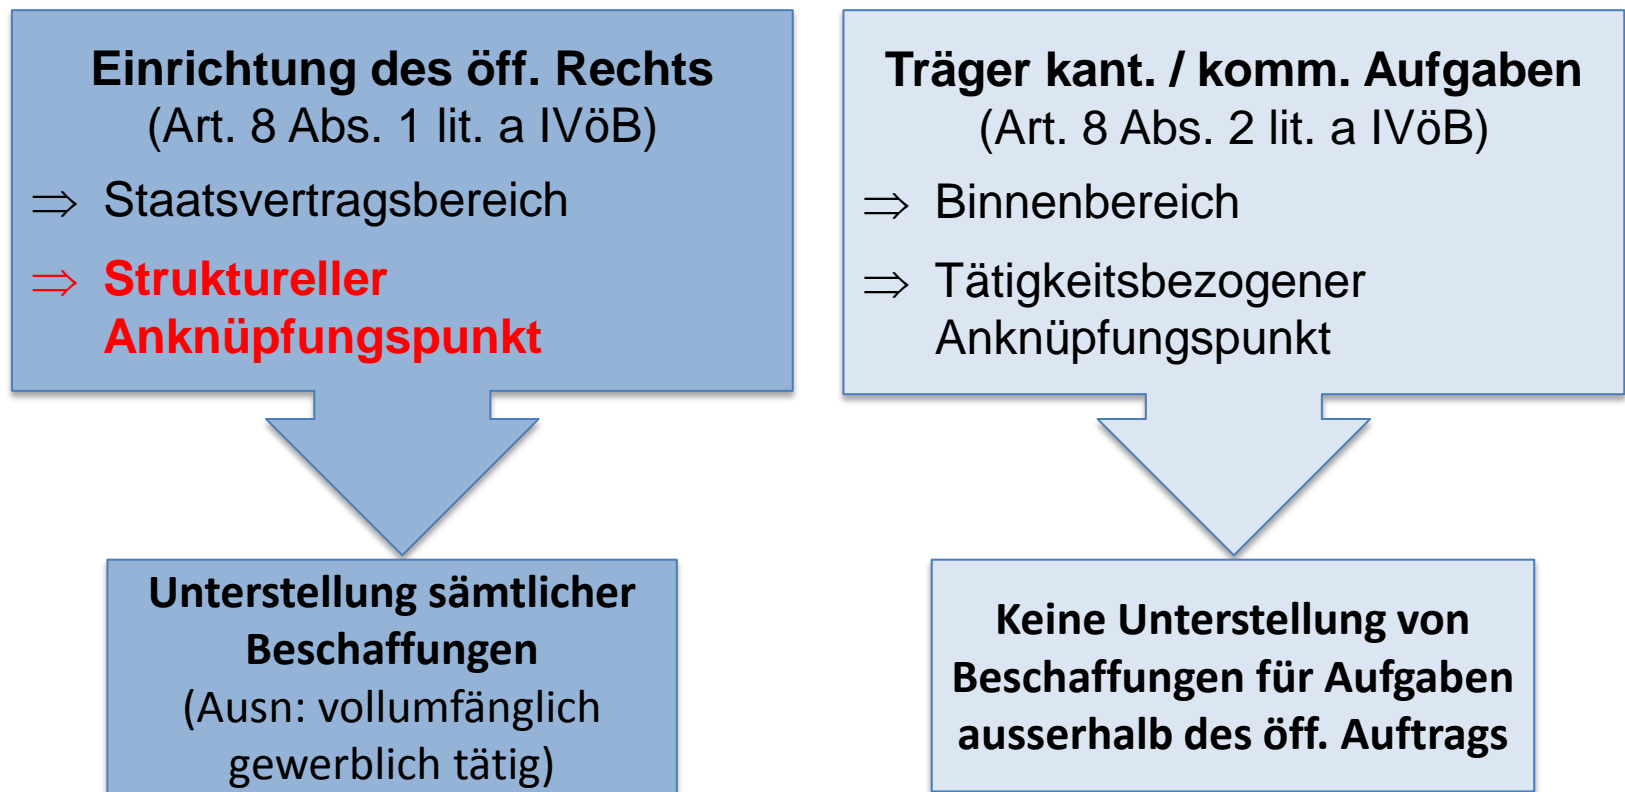 Einrichtung des öff. Rechts
(Art. 8 Abs. 1 lit. a IVöB)
⇒ Staatsvertragsbereich
⇒ Struktureller
Anknüpfungspunkt
Unterstellung sämtlicher
Beschaffungen
(Ausn: vollumfänglich
gewerblich tätig)
Träger kant. / komm. Aufgaben
(Art. 8 Abs. 2 lit. a IVöB)
⇒ Binnenbereich
⇒ Tätigkeitsbezogener
Anknüpfungspunkt
Keine Unterstellung von
Beschaffungen für Aufgaben
ausserhalb des öff. Auftrags